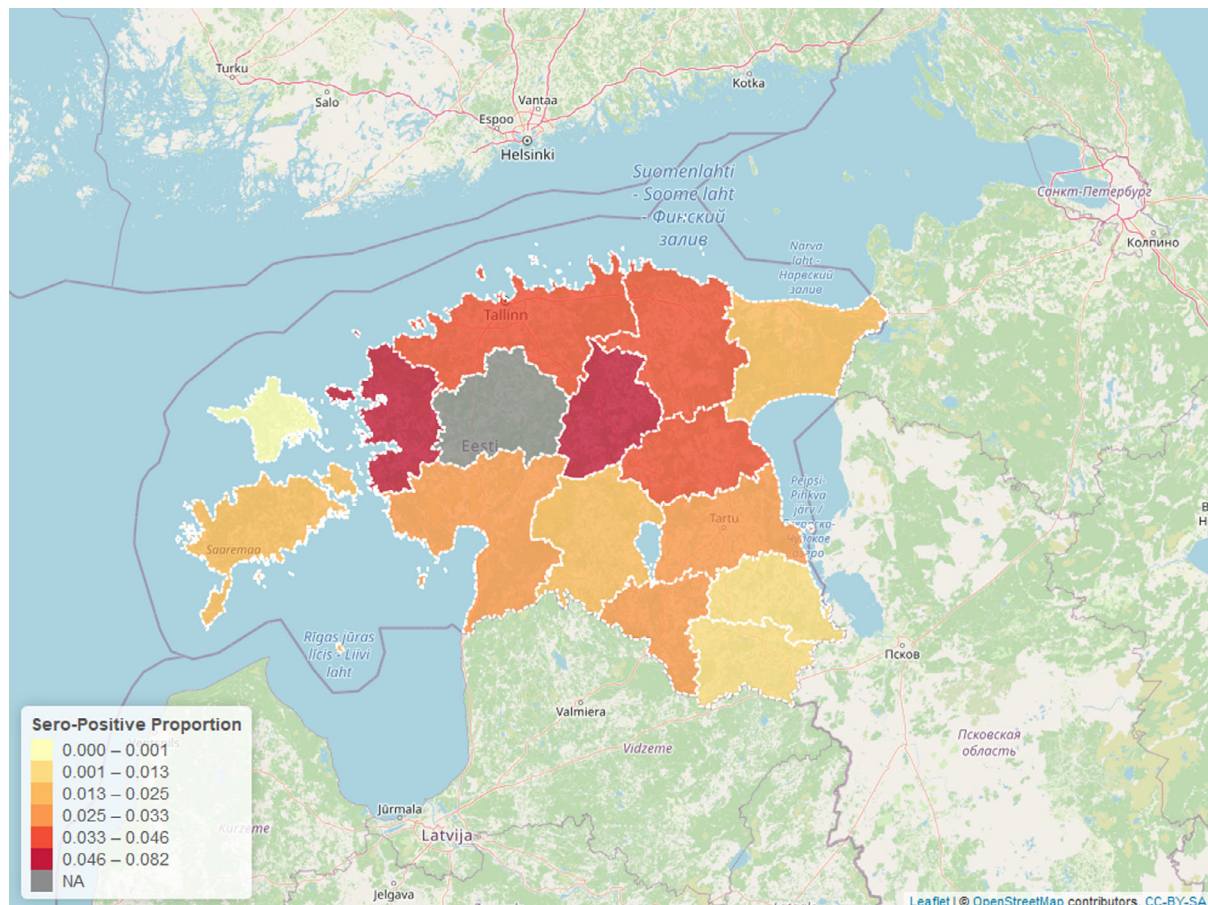 Turku
Salo
Vantaa
Espoo
Helsinki
Kotka
Suomenlahti
- Soome laht
- Финский
залив
Санкт-Петербург
Колпино
Narva
laht -
Нарвский
залив
Tallinn
Eesti
Saaremaa
Tartu
Peipsi-
Pihkva
järv /
озеро
Rīgas jūras
līcis - Liivi
laht
Псков
Псковская
область
Valmiera
Vidzeme
Sero-Positive Proportion
0.000 – 0.001
0.001 – 0.013
0.013 – 0.025
0.025 – 0.033
0.033 – 0.046
0.046 – 0.082
NA
Kurzeme
Jūrmala
Latvija
Jelgava
Leaflet | © OpenStreetMap contributors, CC-BY-SA